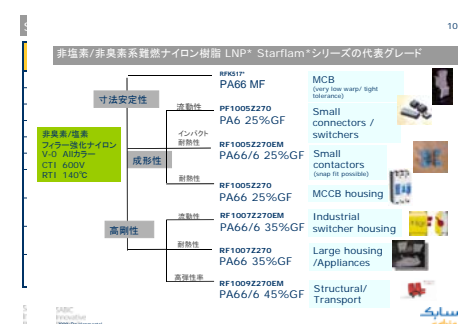 10
非塩素/非臭素系難燃ナイロン樹脂 LNP* Starflam*シリーズの代表グレード
非臭素/塩素
フィラー強化ナイロン
V-0 Allカラー
CTI 600V
RTI 140℃
寸法安定性
成形性
高剛性
流動性
インパクト
耐熱性
耐熱性
流動性
耐熱性
高弾性率
RFK517*
PA66 MF
PF1005Z270
PA6 25%GF
RF1005Z270EM
PA66/6 25%GF
RF1005Z270
PA66 25%GF
RF1007Z270EM
PA66/6 35%GF
RF1007Z270
PA66 35%GF
RF1009Z270EM
PA66/6 45%GF
MCB
(very low warp/ tight
tolerance)
Small
connectors /
switchers
Small
contactors
(snap fit possible)
MCCB housing
Industrial
switcher housing
Large housing
/Appliances
Structural/
Transport
SABIC
Innovative
سابك